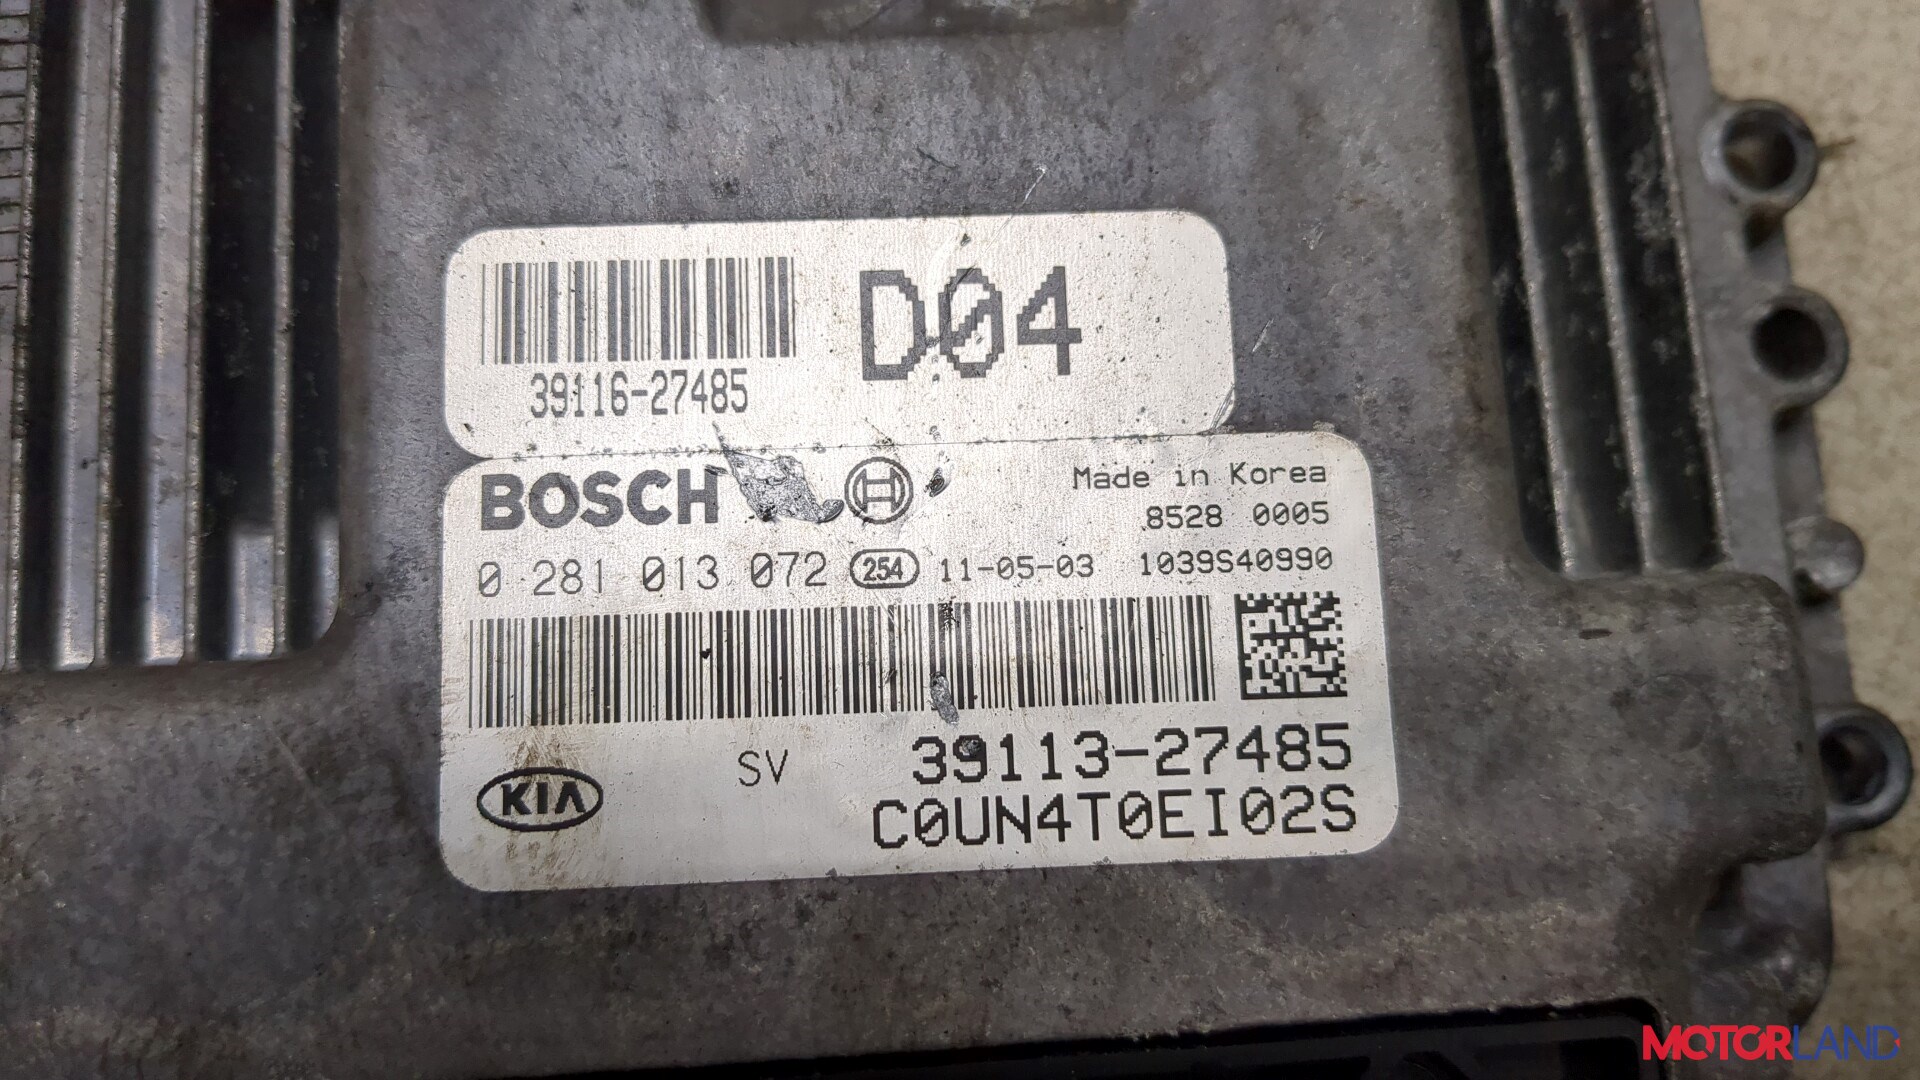 D04
39116-27485
BOSCH
Made in Korea
8528 0005
0 281 013 072 254 11-05-03 1039S40990
SV 39113-27485
KIA
C0UN4T0EI02S
MOTORLAND